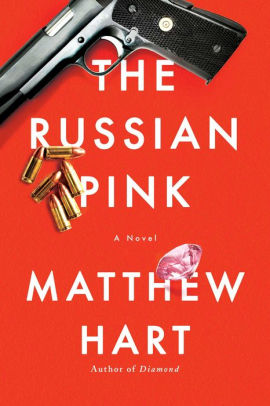 THE
RUSSIAN
PINK
A Novel
MATTHEW
HART
Author of Diamond